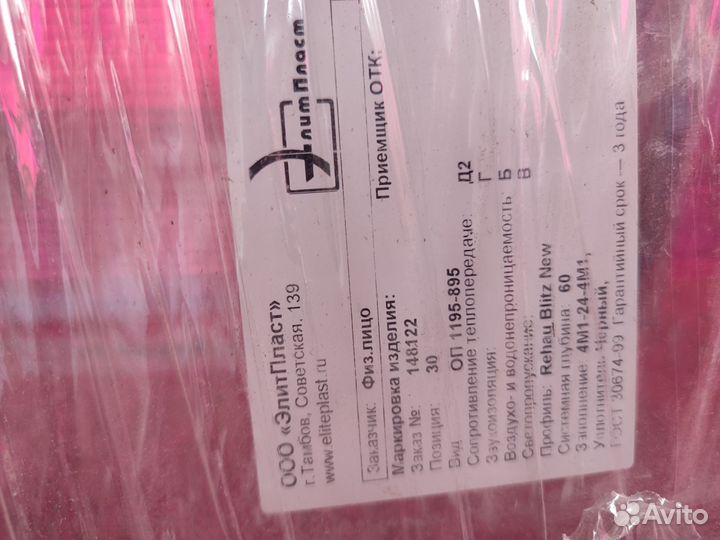 ЭлитПласт
ООО «ЭлитПласт»
г.Тамбов, Советская, 139
www.eliteplast.ru
Заказчик: Физ.лицо
Приемщик ОТК:
Маркировка изделия:
Заказ №: 148122
Позиция: 30
Вид ОП 1195-895
Сопротивление теплопередаче: Д2
Звукоизоляция: Г
Воздухо- и водонепроницаемость Б
Светопропускание: В
Профиль: Rehau Blitz New
Системная глубина: 60
Заполнение: 4М1-24-4М1,
Уплотнитель Черный,
ГОСТ 30674-99 Гарантийный срок — 3 года
Avito